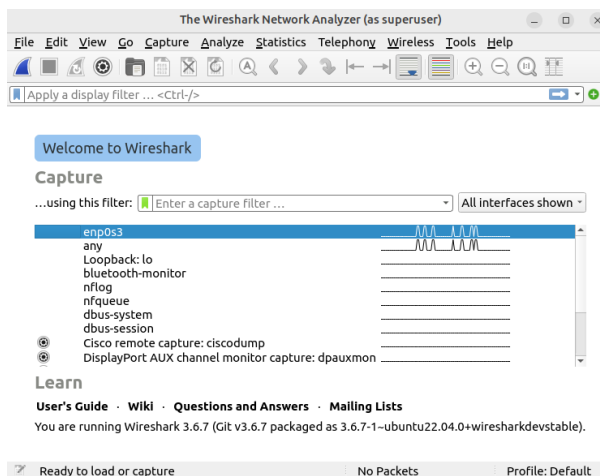 The Wireshark Network Analyzer (as superuser)
File Edit View Go Capture Analyze Statistics Telephony Wireless Tools Help
Apply a display filter … <Ctrl-/>
Welcome to Wireshark
Capture
…using this filter: Enter a capture filter … All interfaces shown
enp0s3
any
Loopback: lo
bluetooth-monitor
nflog
nfqueue
dbus-system
dbus-session
Cisco remote capture: ciscodump
DisplayPort AUX channel monitor capture: dpauxmon
Learn
User's Guide · Wiki · Questions and Answers · Mailing Lists
You are running Wireshark 3.6.7 (Git v3.6.7 packaged as 3.6.7-1~ubuntu22.04.0+wiresharkdevstable).
Ready to load or capture No Packets Profile: Default